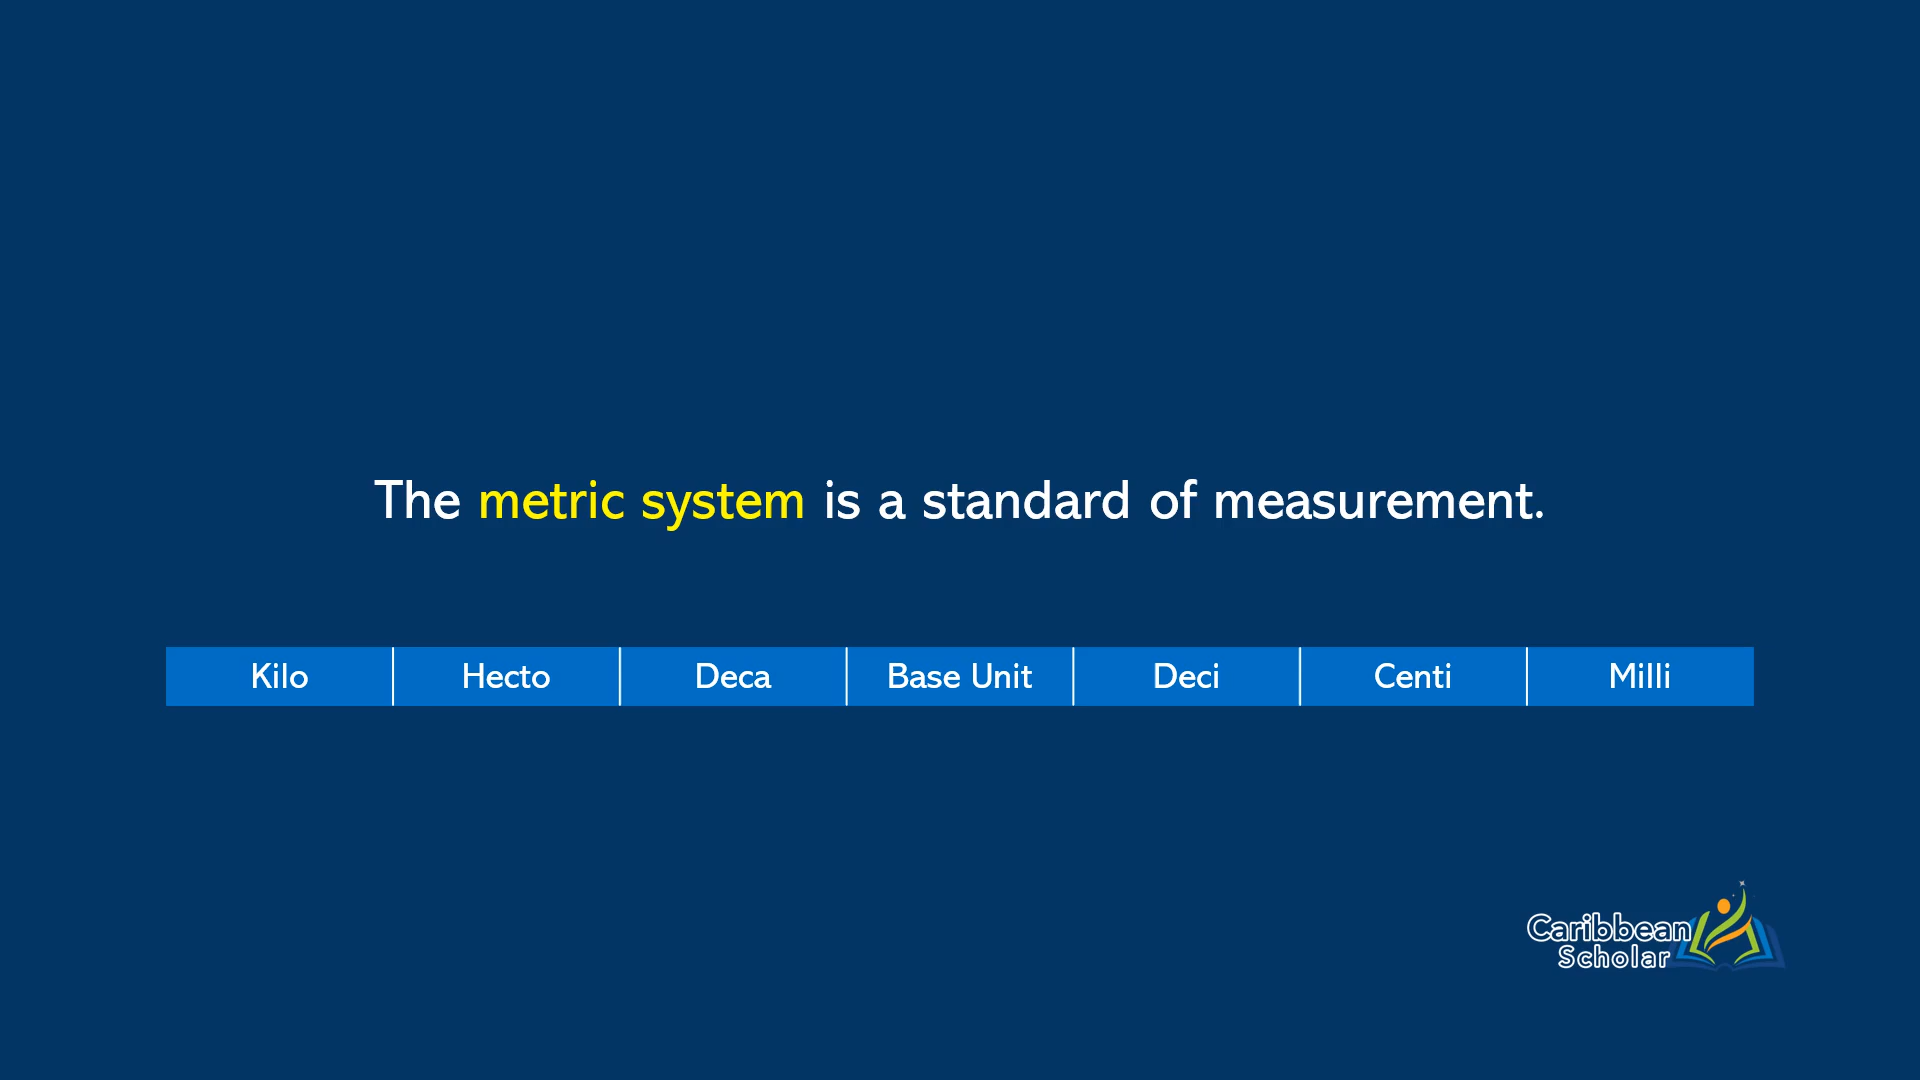 The metric system is a standard of measurement.
Kilo Hecto Deca Base Unit Deci Centi Milli
Caribbean
Scholar